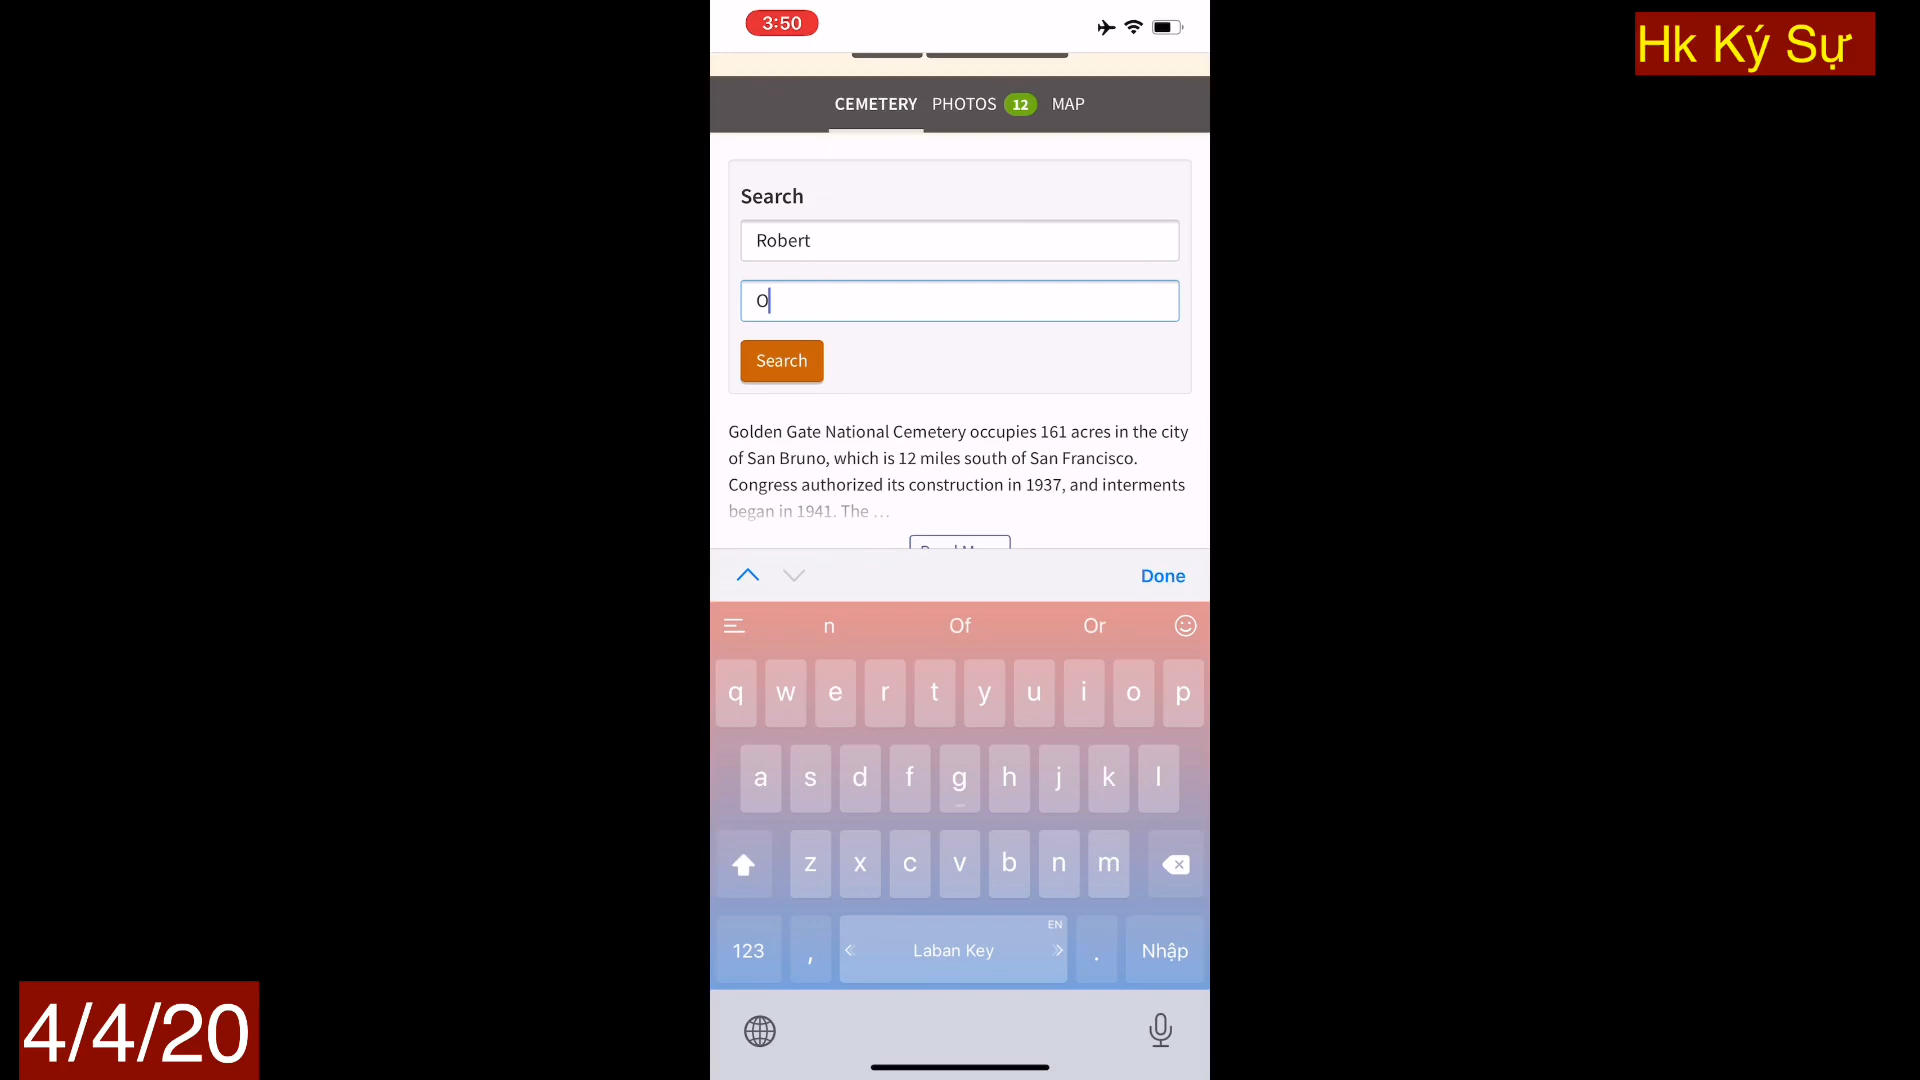 3:50
Hk Ký Sự
CEMETERY PHOTOS 12 MAP
Search
Robert
O
Search
Golden Gate National Cemetery occupies 161 acres in the city
of San Bruno, which is 12 miles south of San Francisco.
Congress authorized its construction in 1937, and interments
began in 1941. The ...
Done
n Of Or
q w e r t y u i o p
a s d f g h j k l
z x c v b n m
EN
123 , Laban Key . Nhập
4/4/20